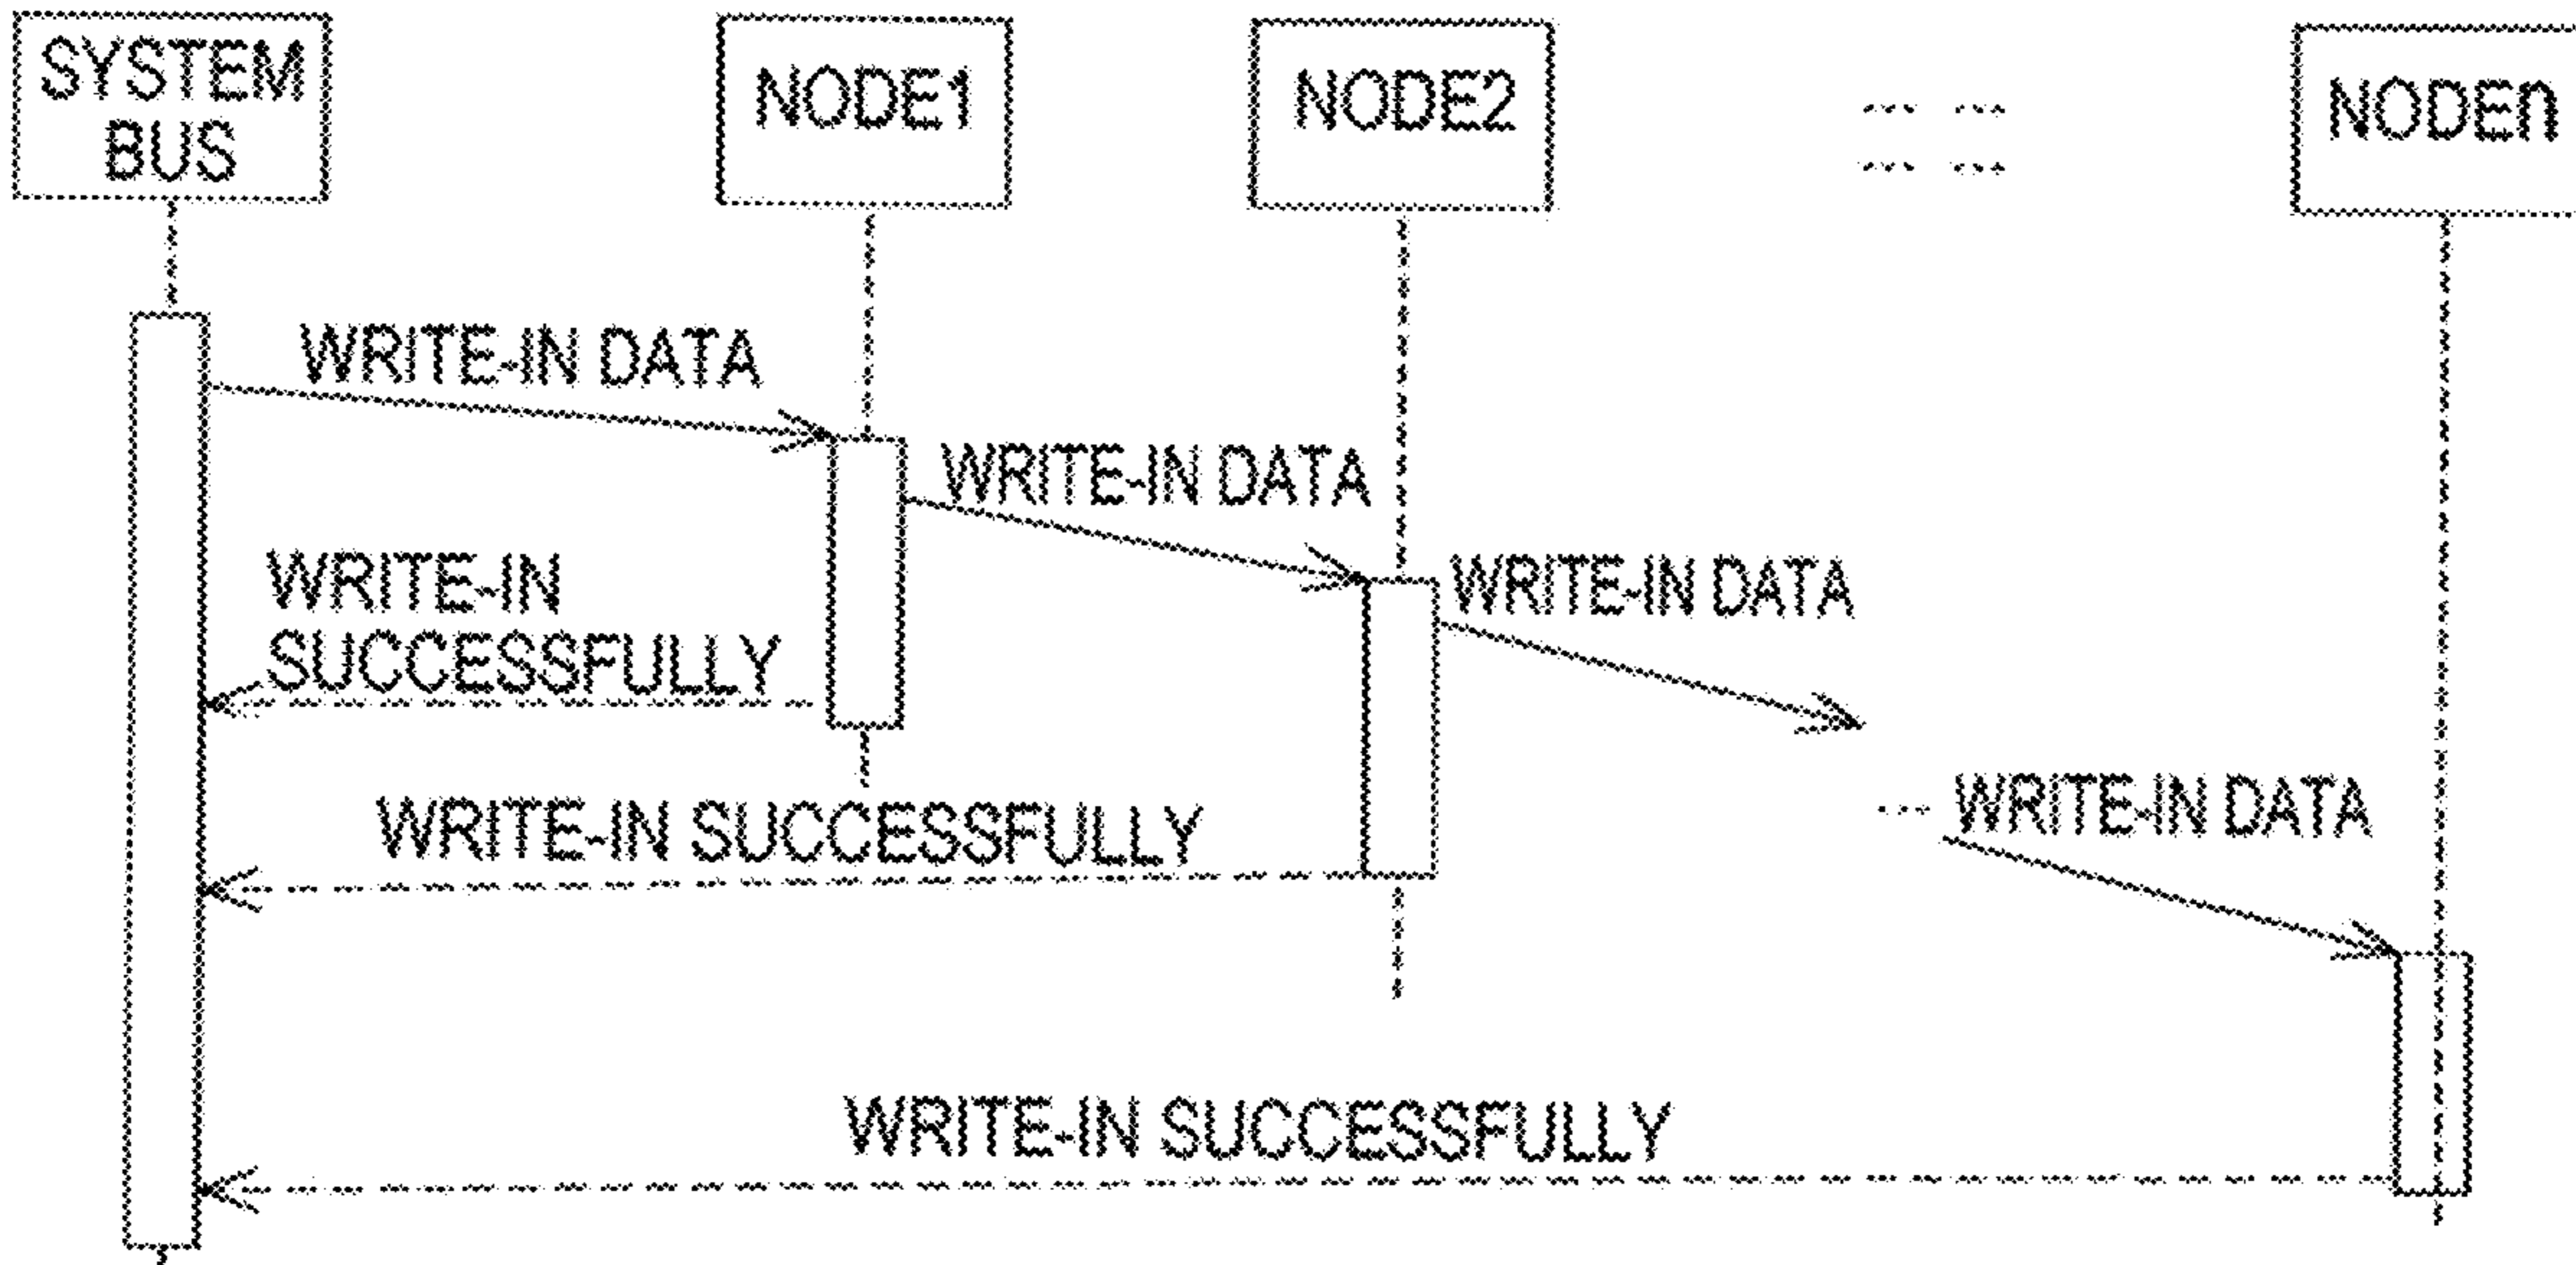 SYSTEM
BUS
NODE1
NODE2
NODEn
WRITE-IN DATA
WRITE-IN DATA
WRITE-IN
SUCCESSFULLY
WRITE-IN DATA
WRITE-IN SUCCESSFULLY
WRITE-IN DATA
WRITE-IN SUCCESSFULLY